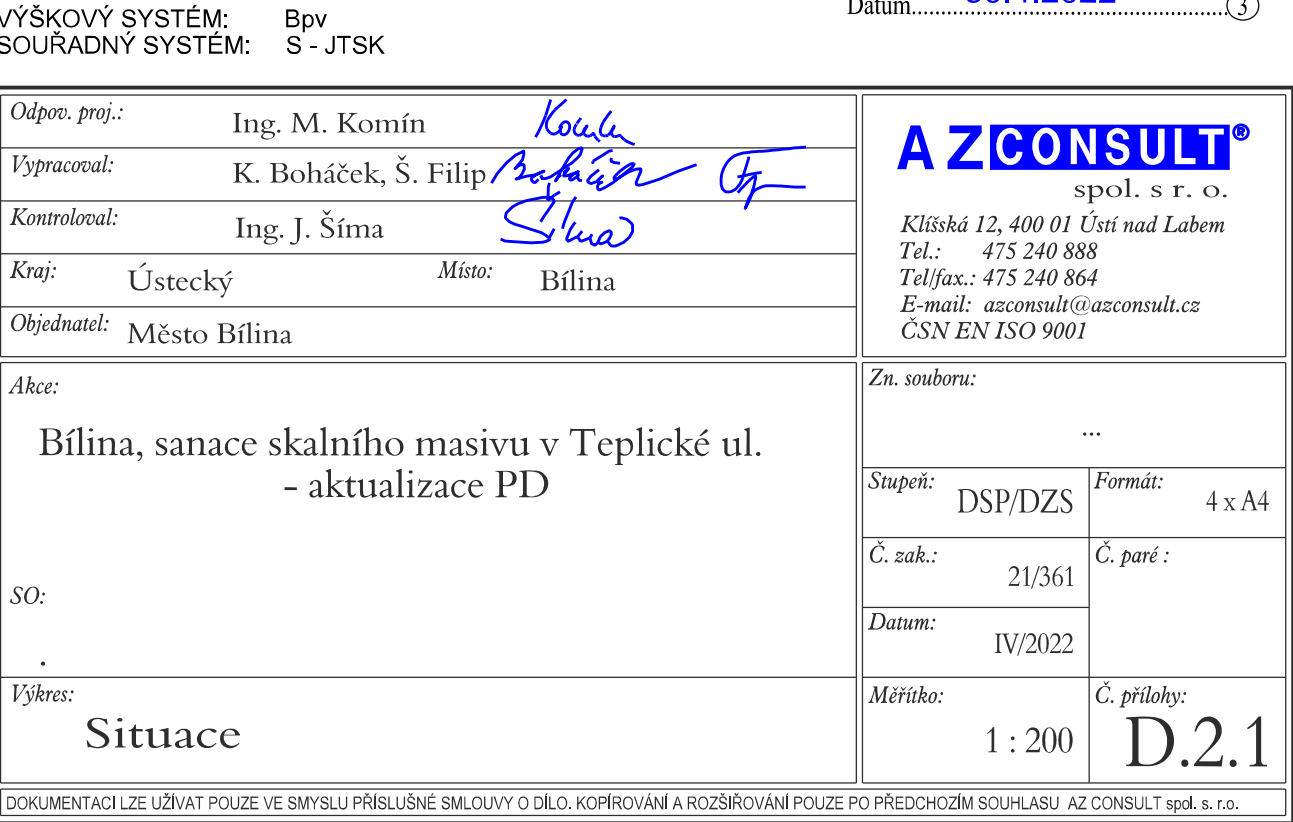 VÝŠKOVÝ SYSTÉM: Bpv
SOUŘADNÝ SYSTÉM: S - JTSK
Datum.....................................................3
Odpov. proj.: Ing. M. Komín
Vypracoval: K. Boháček, Š. Filip
Kontroloval: Ing. J. Šíma
Kraj: Ústecký Místo: Bílina
Objednatel: Město Bílina
AZCONSULT®
spol. s r. o.
Klíšská 12, 400 01 Ústí nad Labem
Tel.: 475 240 888
Tel/fax.: 475 240 864
E-mail: azconsult@azconsult.cz
ČSN EN ISO 9001
Akce:
Bílina, sanace skalního masivu v Teplické ul.
- aktualizace PD
SO:
.
Výkres:
Situace
Zn. souboru:
...
Stupeň: DSP/DZS Formát: 4 x A4
Č. zak.: 21/361 Č. paré :
Datum: IV/2022
Měřítko: 1 : 200 Č. přílohy: D.2.1
DOKUMENTACI LZE UŽÍVAT POUZE VE SMYSLU PŘÍSLUŠNÉ SMLOUVY O DÍLO. KOPÍROVÁNÍ A ROZŠIŘOVÁNÍ POUZE PO PŘEDCHOZÍM SOUHLASU AZ CONSULT spol. s. r.o.